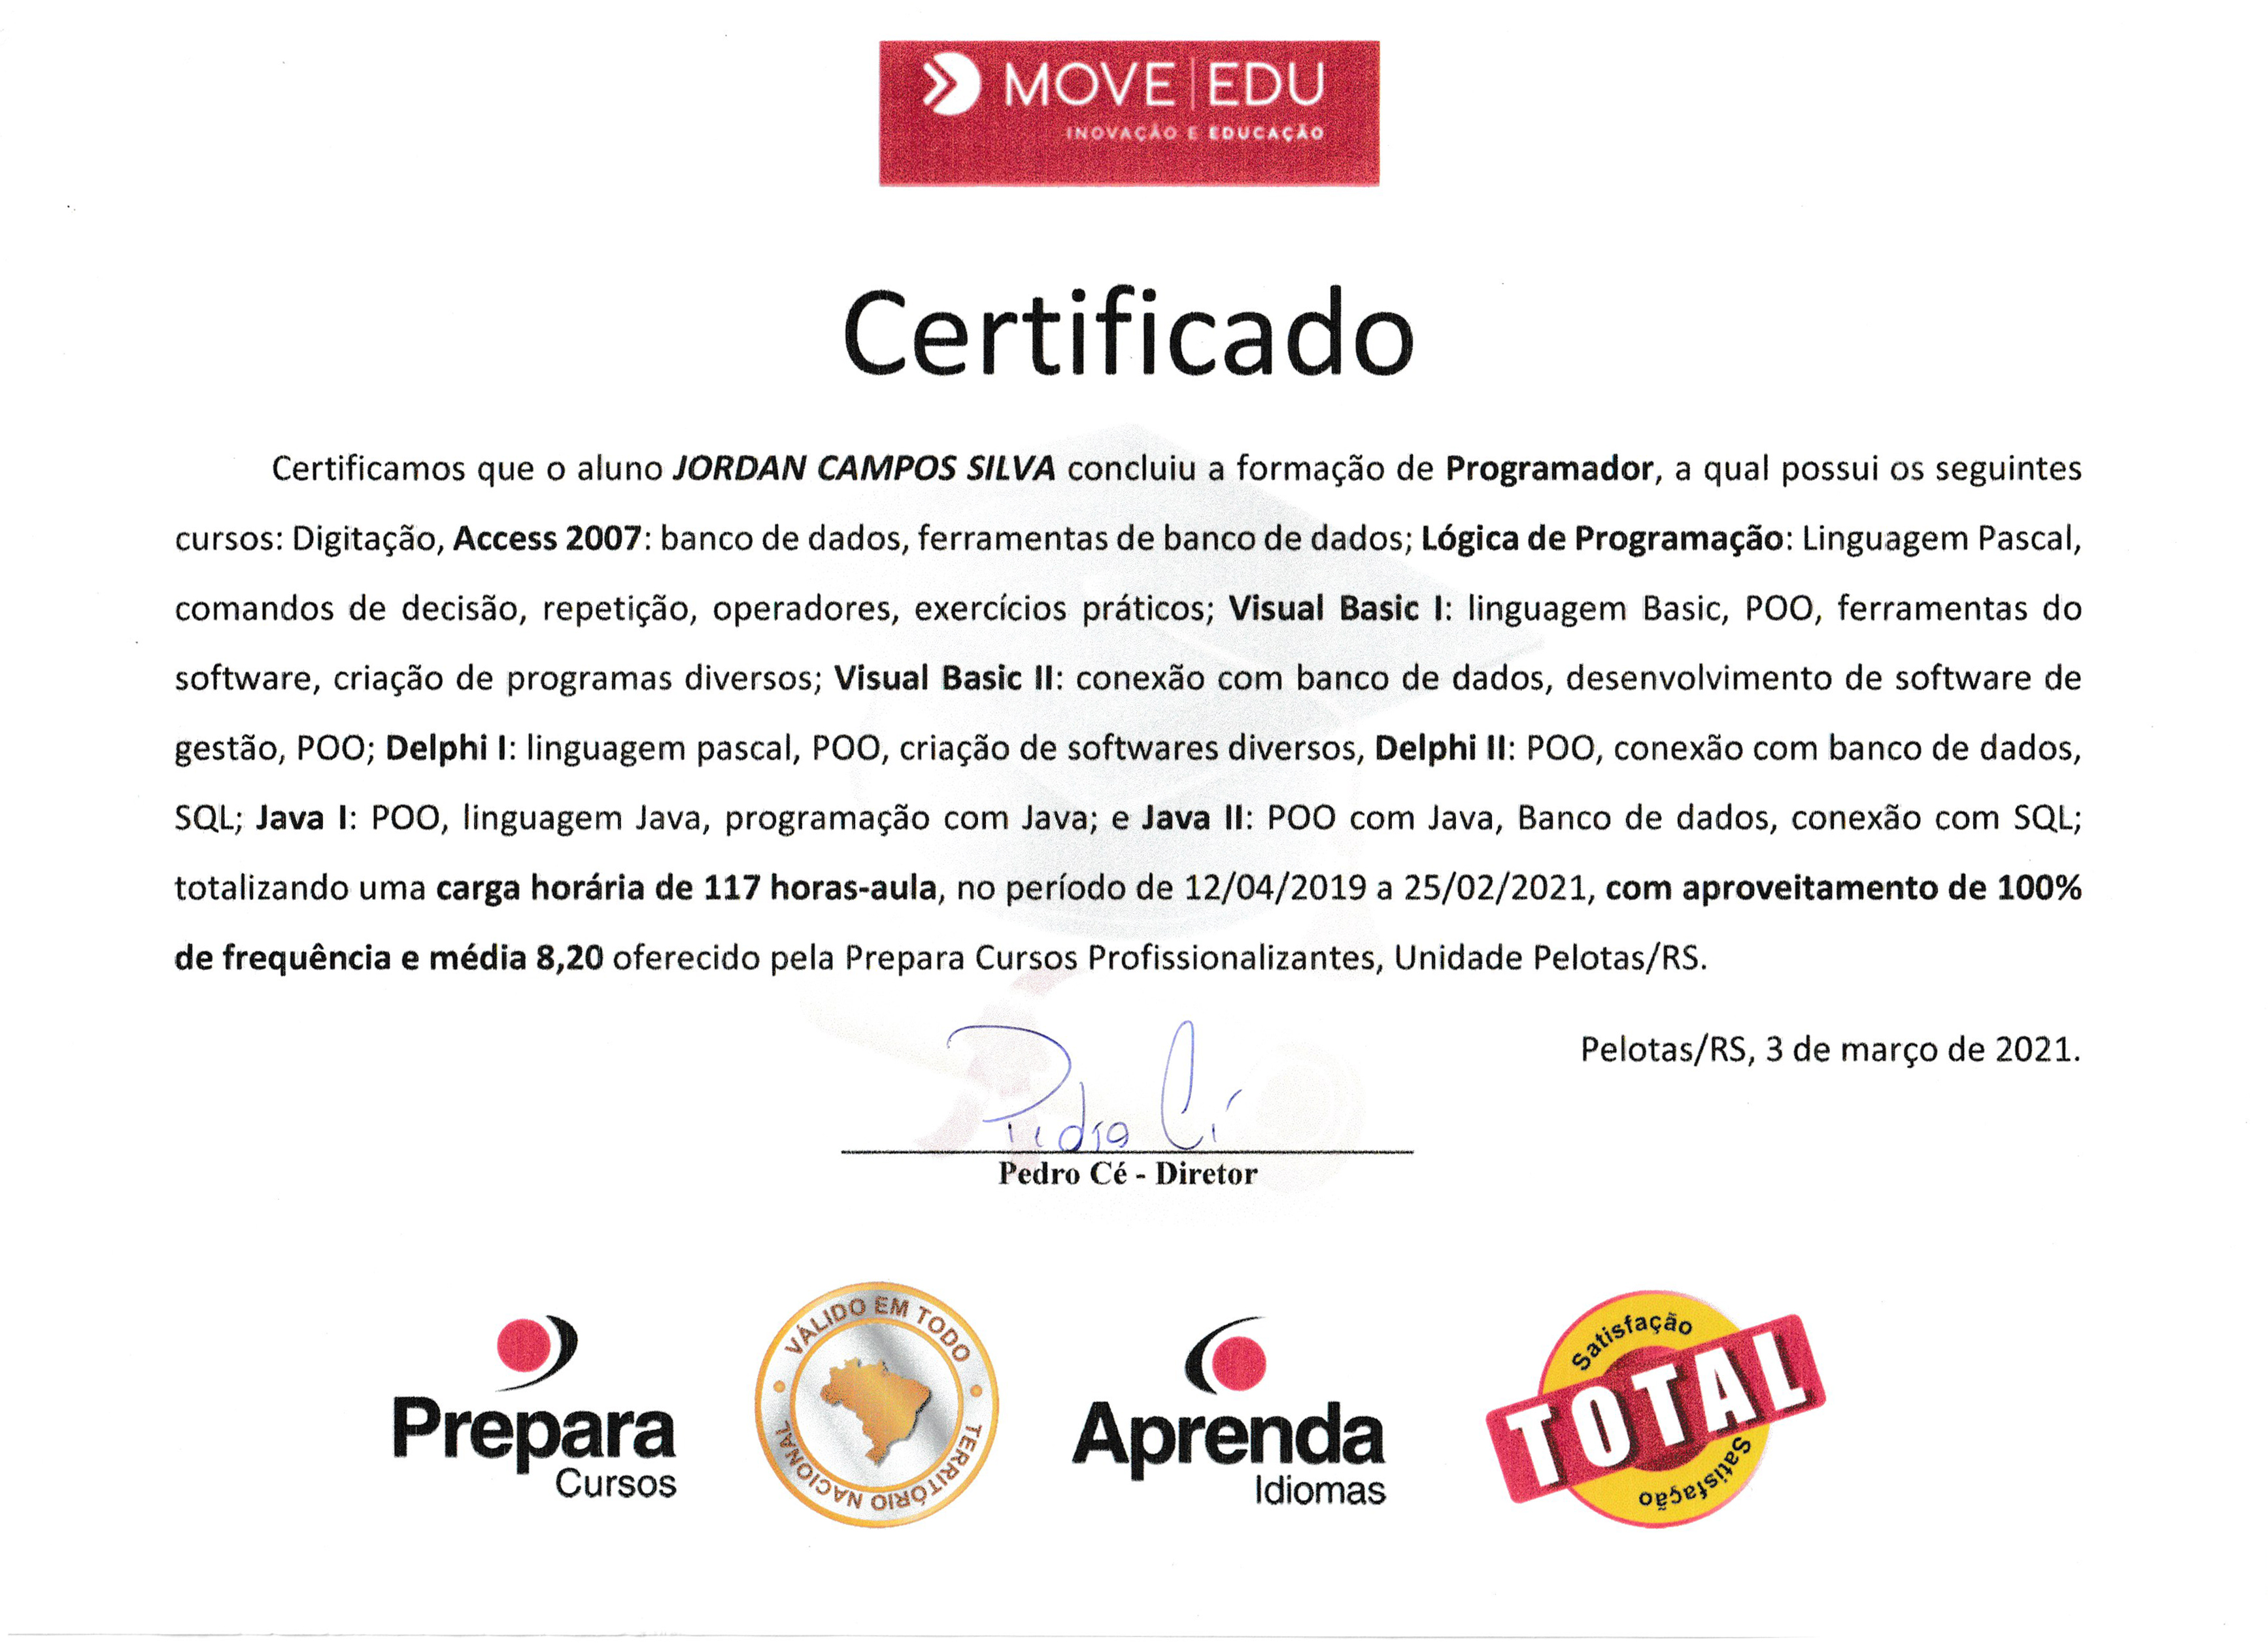 MOVE | EDU
INOVAÇÃO E EDUCAÇÃO
Certificado
Certificamos que o aluno JORDAN CAMPOS SILVA concluiu a formação de Programador, a qual possui os seguintes
cursos: Digitação, Access 2007: banco de dados, ferramentas de banco de dados; Lógica de Programação: Linguagem Pascal,
comandos de decisão, repetição, operadores, exercícios práticos; Visual Basic I: linguagem Basic, POO, ferramentas do
software, criação de programas diversos; Visual Basic II: conexão com banco de dados, desenvolvimento de software de
gestão, POO; Delphi I: linguagem pascal, POO, criação de softwares diversos, Delphi II: POO, conexão com banco de dados,
SQL; Java I: POO, linguagem Java, programação com Java; e Java II: POO com Java, Banco de dados, conexão com SQL;
totalizando uma carga horária de 117 horas-aula, no período de 12/04/2019 a 25/02/2021, com aproveitamento de 100%
de frequência e média 8,20 oferecido pela Prepara Cursos Profissionalizantes, Unidade Pelotas/RS.
Pelotas/RS, 3 de março de 2021.
Pedro Cé
Pedro Cé - Diretor
Prepara
Cursos
VÁLIDO EM TODO
TERRITÓRIO NACIONAL
Aprenda
Idiomas
Satisfação
TOTAL
Satisfação